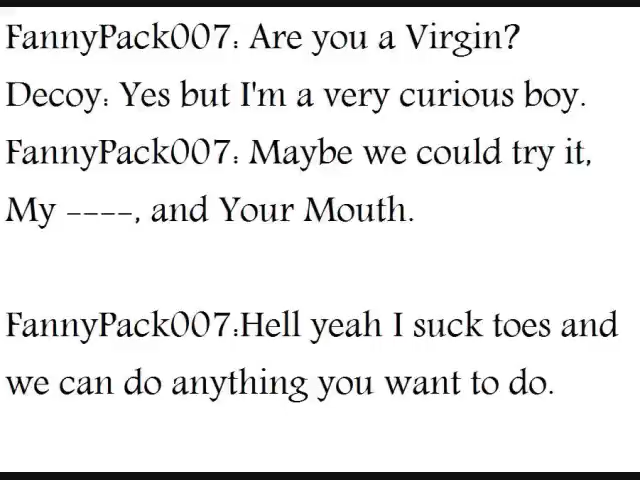 FannyPack007: Are you a Virgin?
Decoy: Yes but I'm a very curious boy.
FannyPack007: Maybe we could try it,
My ----, and Your Mouth.
FannyPack007:Hell yeah I suck toes and
we can do anything you want to do.